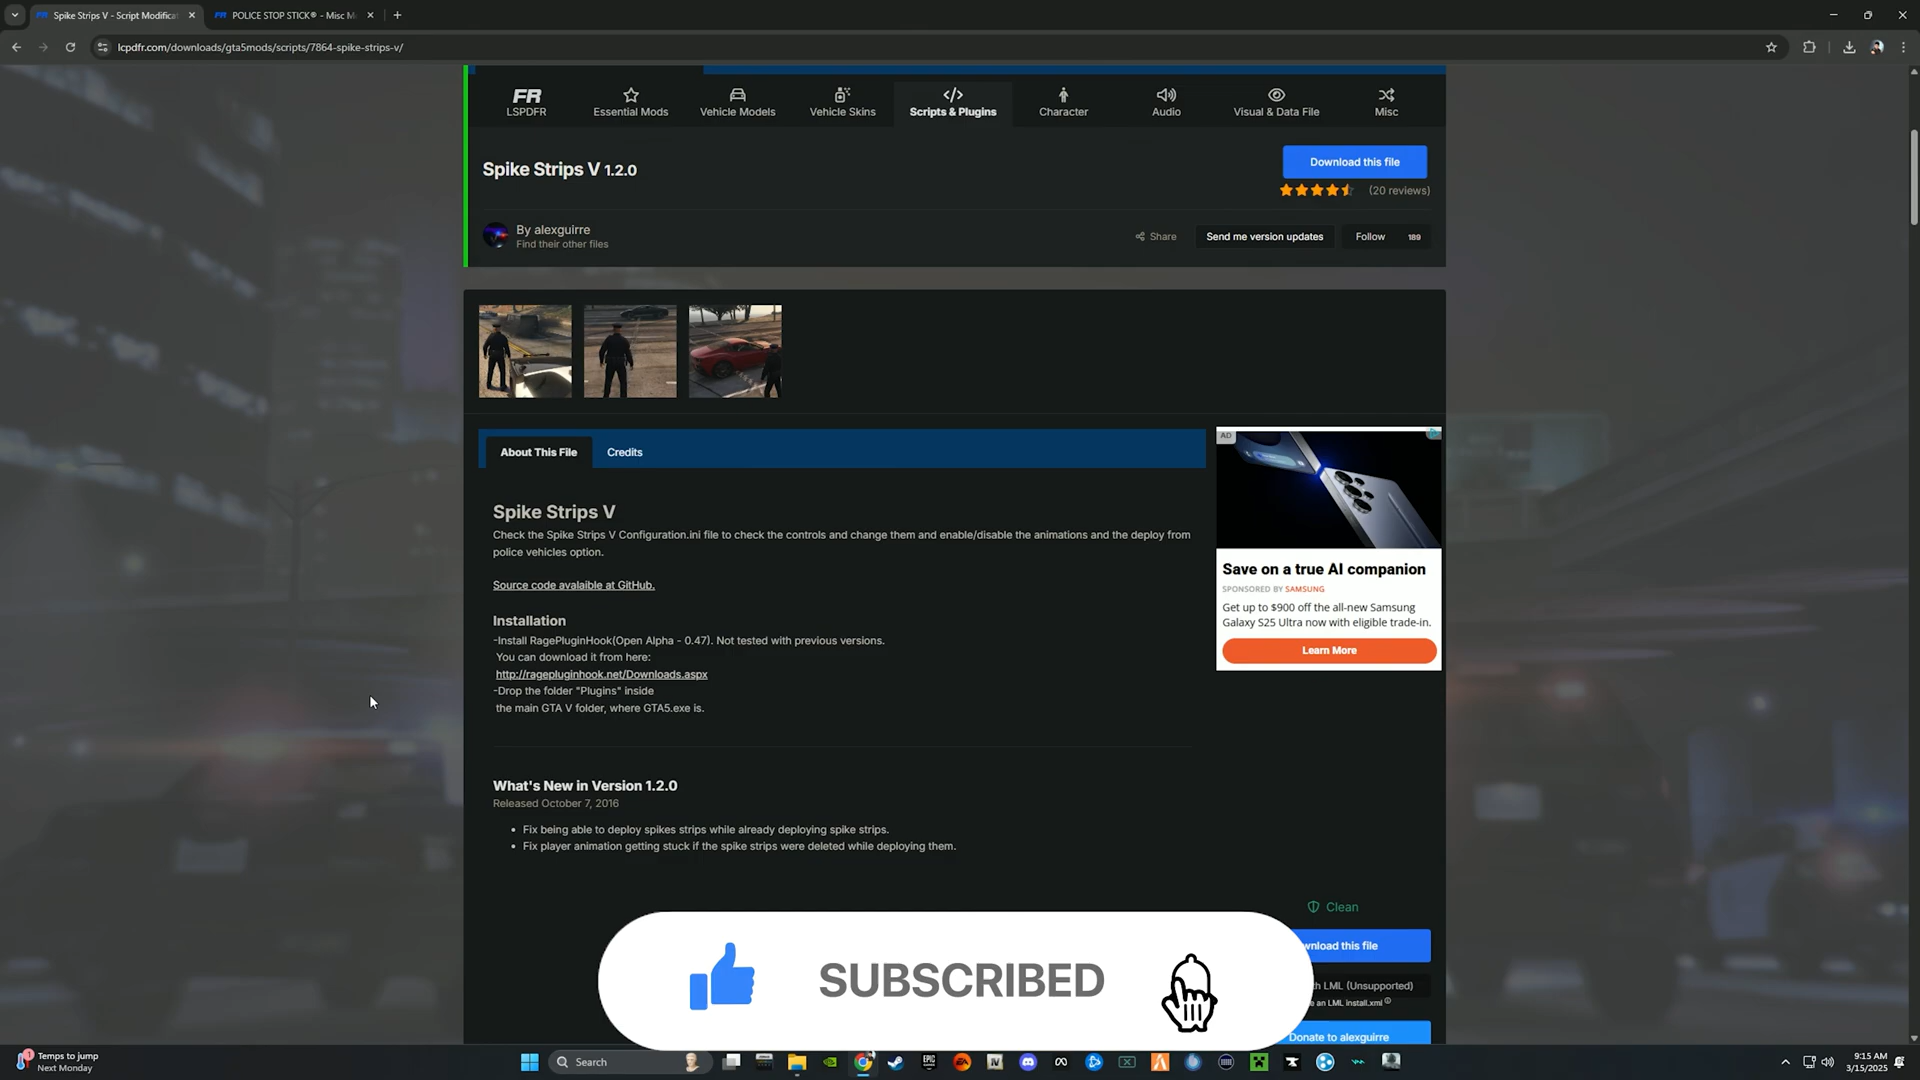 Spike Strips V - Script Modificat
POLICE STOP STICK® - Misc M
lcpdfr.com/downloads/gta5mods/scripts/7864-spike-strips-v/
FR
LSPDFR
Essential Mods
Vehicle Models
Vehicle Skins
Scripts & Plugins
Character
Audio
Visual & Data File
Misc
Spike Strips V 1.2.0
Download this file
(20 reviews)
By alexguirre
Find their other files
Share
Send me version updates
Follow
189
About This File
Credits
AD
Spike Strips V
Check the Spike Strips V Configuration.ini file to check the controls and change them and enable/disable the animations and the deploy from
police vehicles option.
Source code avalaible at GitHub.
Installation
-Install RagePluginHook(Open Alpha - 0.47). Not tested with previous versions.
You can download it from here:
http://ragepluginhook.net/Downloads.aspx
-Drop the folder "Plugins" inside
the main GTA V folder, where GTA5.exe is.
Save on a true AI companion
SPONSORED BY SAMSUNG
Get up to $900 off the all-new Samsung
Galaxy S25 Ultra now with eligible trade-in.
Learn More
What's New in Version 1.2.0
Released October 7, 2016
• Fix being able to deploy spikes strips while already deploying spike strips.
• Fix player animation getting stuck if the spike strips were deleted while deploying them.
Clean
wnload this file
th LML (Unsupported)
e an LML install.xml
Donate to alexguirre
SUBSCRIBED
1
Temps to jump
Next Monday
Search
EPIC
EA
IV
9:15 AM
3/15/2025